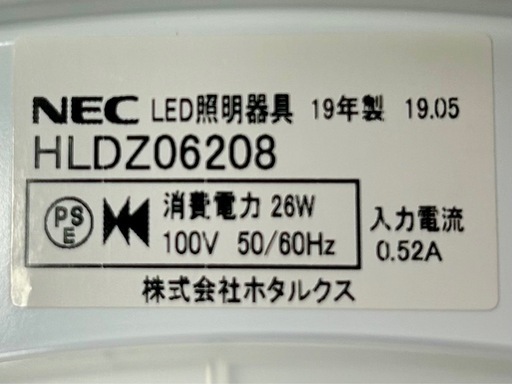 NEC LED照明器具 19年製 19.05
HLDZ06208
PSE 消費電力 26W
100V 50/60Hz
入力電流
0.52A
株式会社ホタルクス